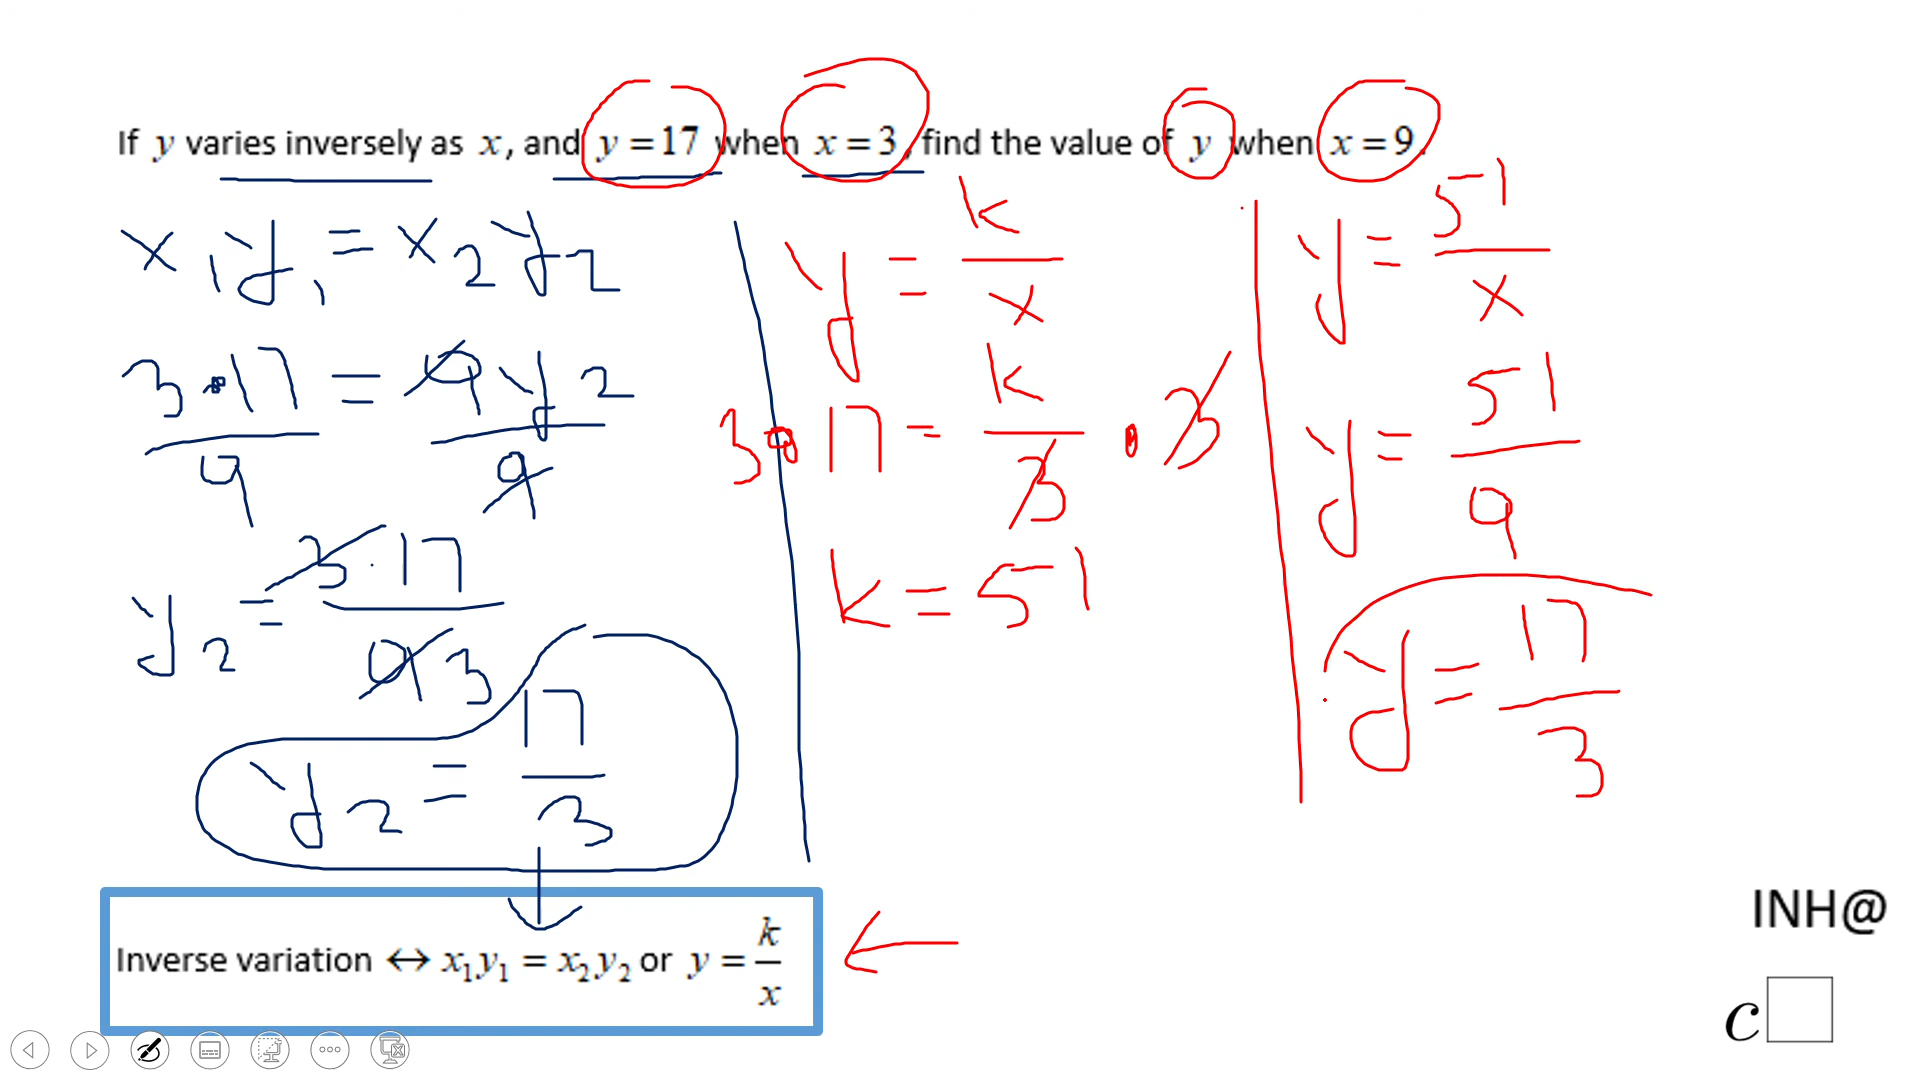 If y varies inversely as x, and y = 17 when x = 3, find the value of y when x = 9.
x₁y₁ = x₂y₂
3·17 = 9y₂
9 9
y₂ = 3·17
9 3
y₂ = 17/3
y = k/x
3·17 = k/3 · 3
k = 51
y = 51/x
y = 51/9
y = 17/3
Inverse variation ↔ x₁y₁ = x₂y₂ or y = k/x
INH@
c